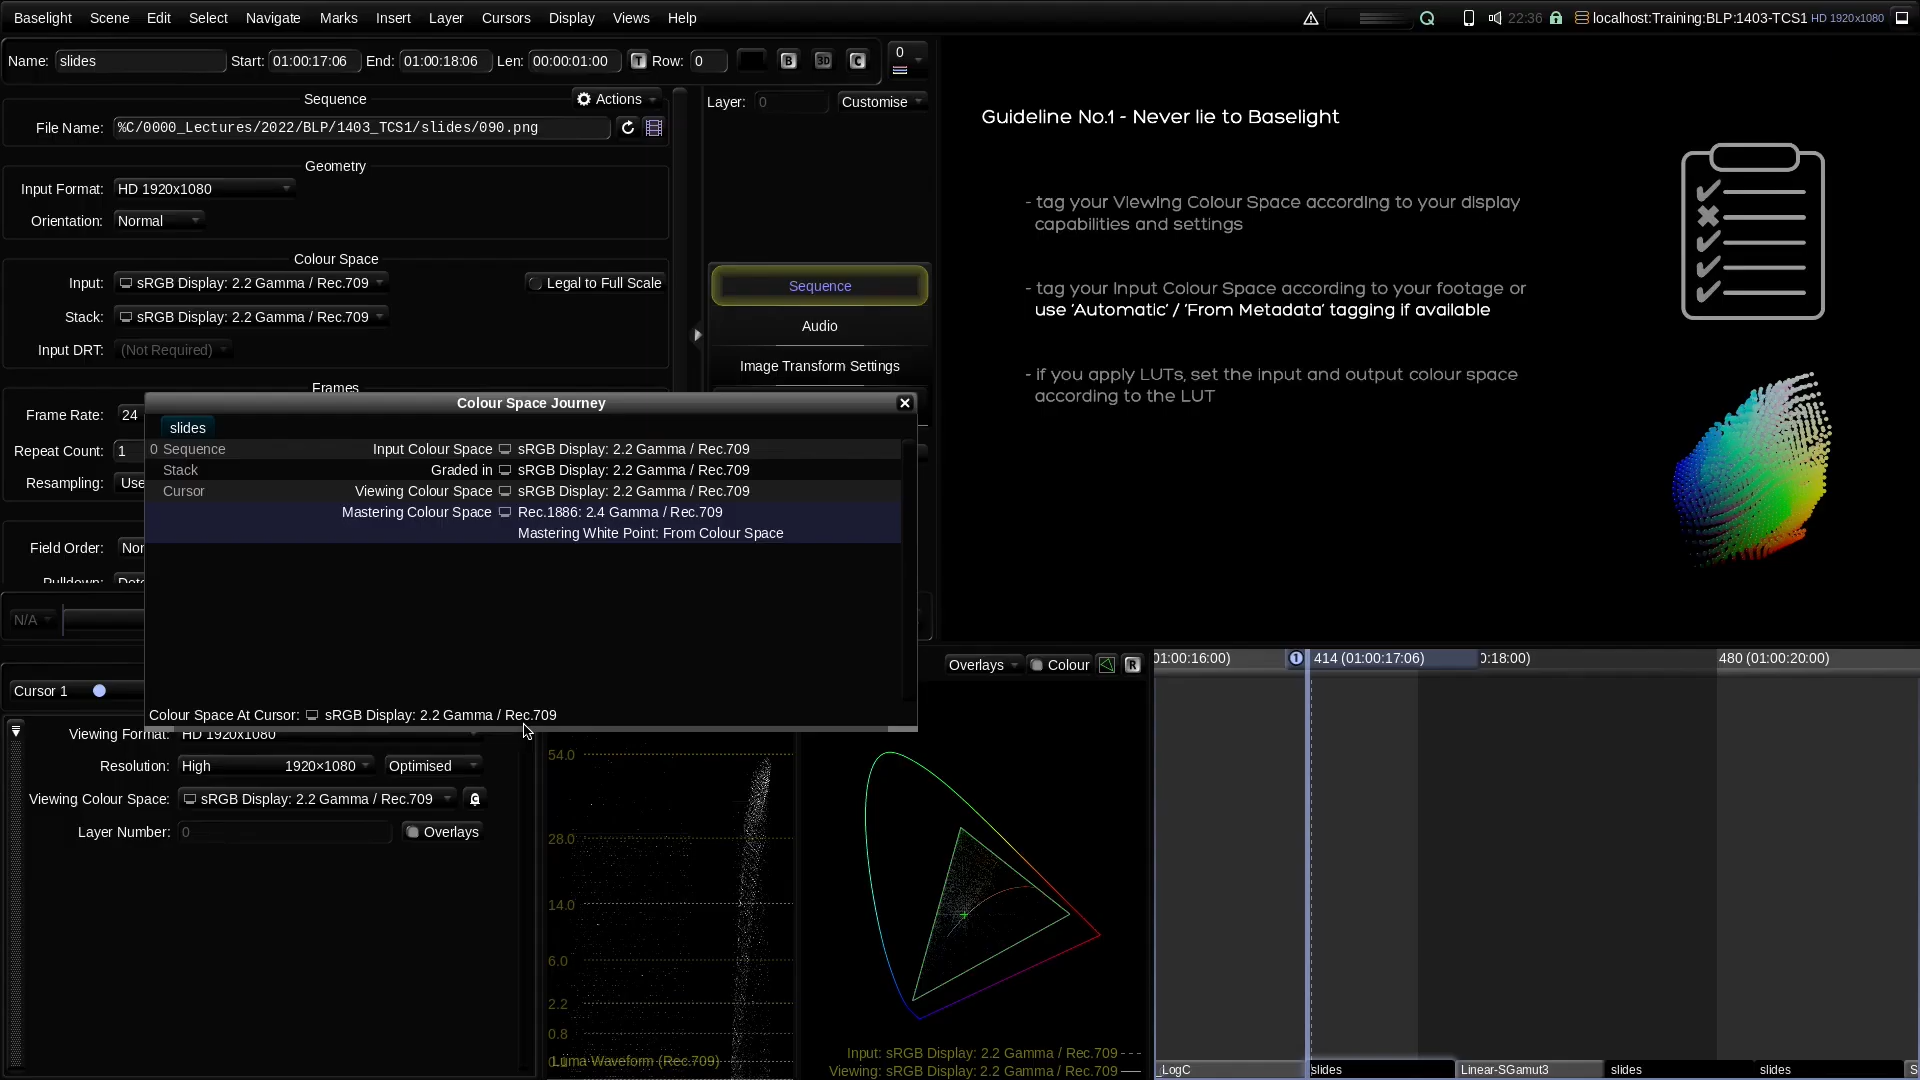 Baselight Scene Edit Select Navigate Marks Insert Layer Cursors Display Views Help
22:36 localhost:Training:BLP:1403-TCS1 HD 1920x1080
Name: slides Start: 01:00:17:06 End: 01:00:18:06 Len: 00:00:01:00 T Row: 0 B 3D C 0
Sequence Actions
File Name: %C/0000_Lectures/2022/BLP/1403_TCS1/slides/090.png
Geometry
Input Format: HD 1920x1080
Orientation: Normal
Colour Space
Input: sRGB Display: 2.2 Gamma / Rec.709 Legal to Full Scale
Stack: sRGB Display: 2.2 Gamma / Rec.709
Input DRT: (Not Required)
Frames
Frame Rate: 24
Repeat Count: 1
Resampling: Use
Field Order:
Layer: 0 Customise
Sequence
Audio
Image Transform Settings
Guideline No.1 - Never lie to Baselight
- tag your Viewing Colour Space according to your display
capabilities and settings
- tag your Input Colour Space according to your footage or
use 'Automatic' / 'From Metadata' tagging if available
- if you apply LUTs, set the input and output colour space
according to the LUT
Colour Space Journey
slides
0 Sequence Input Colour Space sRGB Display: 2.2 Gamma / Rec.709
Stack Graded in sRGB Display: 2.2 Gamma / Rec.709
Cursor Viewing Colour Space sRGB Display: 2.2 Gamma / Rec.709
Mastering Colour Space Rec.1886: 2.4 Gamma / Rec.709
Mastering White Point: From Colour Space
Colour Space At Cursor: sRGB Display: 2.2 Gamma / Rec.709
N/A
Cursor 1
Viewing Format: HD 1920x1080
Resolution: High 1920×1080 Optimised
Viewing Colour Space: sRGB Display: 2.2 Gamma / Rec.709
Layer Number: 0 Overlays
Overlays Colour R
54.0
28.0
14.0
6.0
2.2
0.8
Luma Waveform (Rec.709)
Input: sRGB Display: 2.2 Gamma / Rec.709 - - -
Viewing: sRGB Display: 2.2 Gamma / Rec.709
01:00:16:00) 1 414 (01:00:17:06) 0:18:00) 480 (01:00:20:00)
_LogC slides Linear-SGamut3 slides slides S